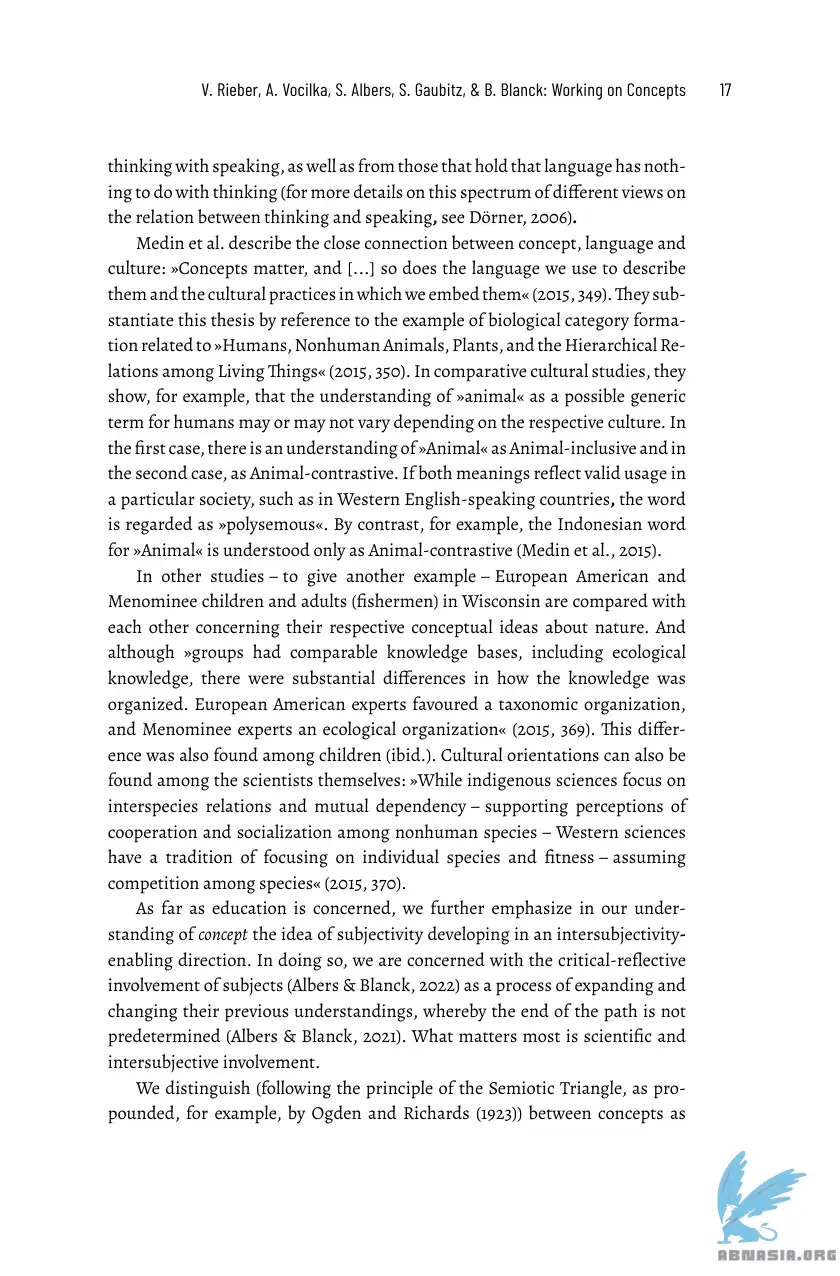 V. Rieber, A. Vocilka, S. Albers, S. Gaubitz, & B. Blanck: Working on Concepts 17
thinking with speaking, as well as from those that hold that language has noth-
ing to do with thinking (for more details on this spectrum of different views on
the relation between thinking and speaking, see Dörner, 2006).
Medin et al. describe the close connection between concept, language and
culture: »Concepts matter, and [...] so does the language we use to describe
them and the cultural practices in which we embed them« (2015, 349). They sub-
stantiate this thesis by reference to the example of biological category forma-
tion related to »Humans, Nonhuman Animals, Plants, and the Hierarchical Re-
lations among Living Things« (2015, 350). In comparative cultural studies, they
show, for example, that the understanding of »animal« as a possible generic
term for humans may or may not vary depending on the respective culture. In
the first case, there is an understanding of »Animal« as Animal-inclusive and in
the second case, as Animal-contrastive. If both meanings reflect valid usage in
a particular society, such as in Western English-speaking countries, the word
is regarded as »polysemous«. By contrast, for example, the Indonesian word
for »Animal« is understood only as Animal-contrastive (Medin et al., 2015).
In other studies – to give another example – European American and
Menominee children and adults (fishermen) in Wisconsin are compared with
each other concerning their respective conceptual ideas about nature. And
although »groups had comparable knowledge bases, including ecological
knowledge, there were substantial differences in how the knowledge was
organized. European American experts favoured a taxonomic organization,
and Menominee experts an ecological organization« (2015, 369). This differ-
ence was also found among children (ibid.). Cultural orientations can also be
found among the scientists themselves: »While indigenous sciences focus on
interspecies relations and mutual dependency – supporting perceptions of
cooperation and socialization among nonhuman species – Western sciences
have a tradition of focusing on individual species and fitness – assuming
competition among species« (2015, 370).
As far as education is concerned, we further emphasize in our under-
standing of concept the idea of subjectivity developing in an intersubjectivity-
enabling direction. In doing so, we are concerned with the critical-reflective
involvement of subjects (Albers & Blanck, 2022) as a process of expanding and
changing their previous understandings, whereby the end of the path is not
predetermined (Albers & Blanck, 2021). What matters most is scientific and
intersubjective involvement.
We distinguish (following the principle of the Semiotic Triangle, as pro-
pounded, for example, by Ogden and Richards (1923)) between concepts as
ABNASIA.ORG